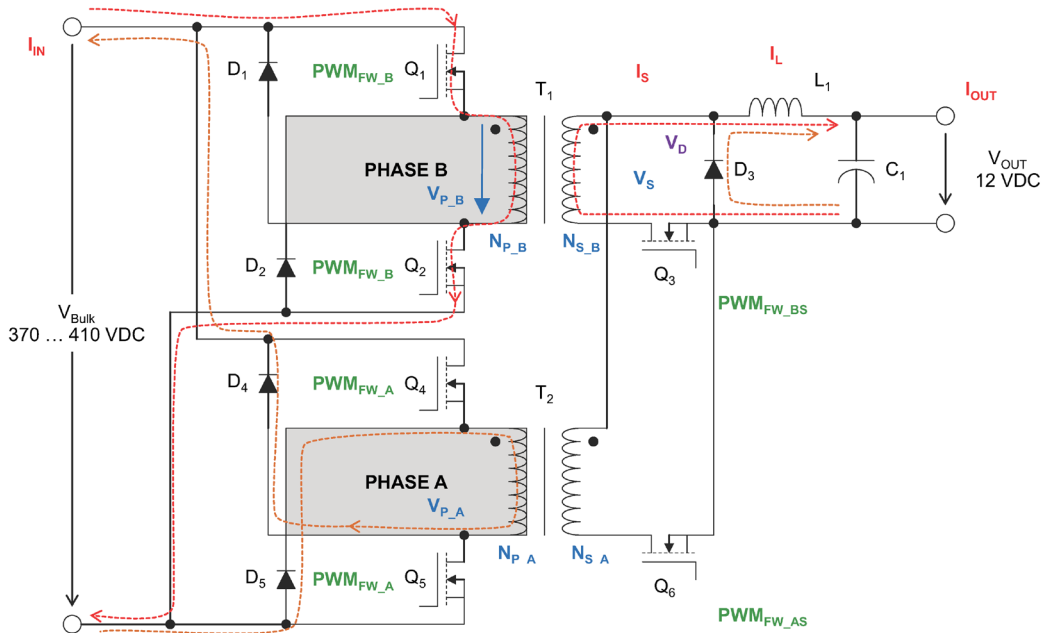 I_IN
D₁
PWM_FW_B
Q₁
T₁
I_S
I_L
L₁
I_OUT
PHASE B
V_P_B
V_D
V_S
D₃
C₁
V_OUT
12 VDC
N_P_B
N_S_B
D₂
PWM_FW_B
Q₂
Q₃
V_Bulk
370 ... 410 VDC
PWM_FW_BS
D₄
PWM_FW_A
Q₄
T₂
PHASE A
V_P_A
N_P_A
N_S_A
D₅
PWM_FW_A
Q₅
Q₆
PWM_FW_AS